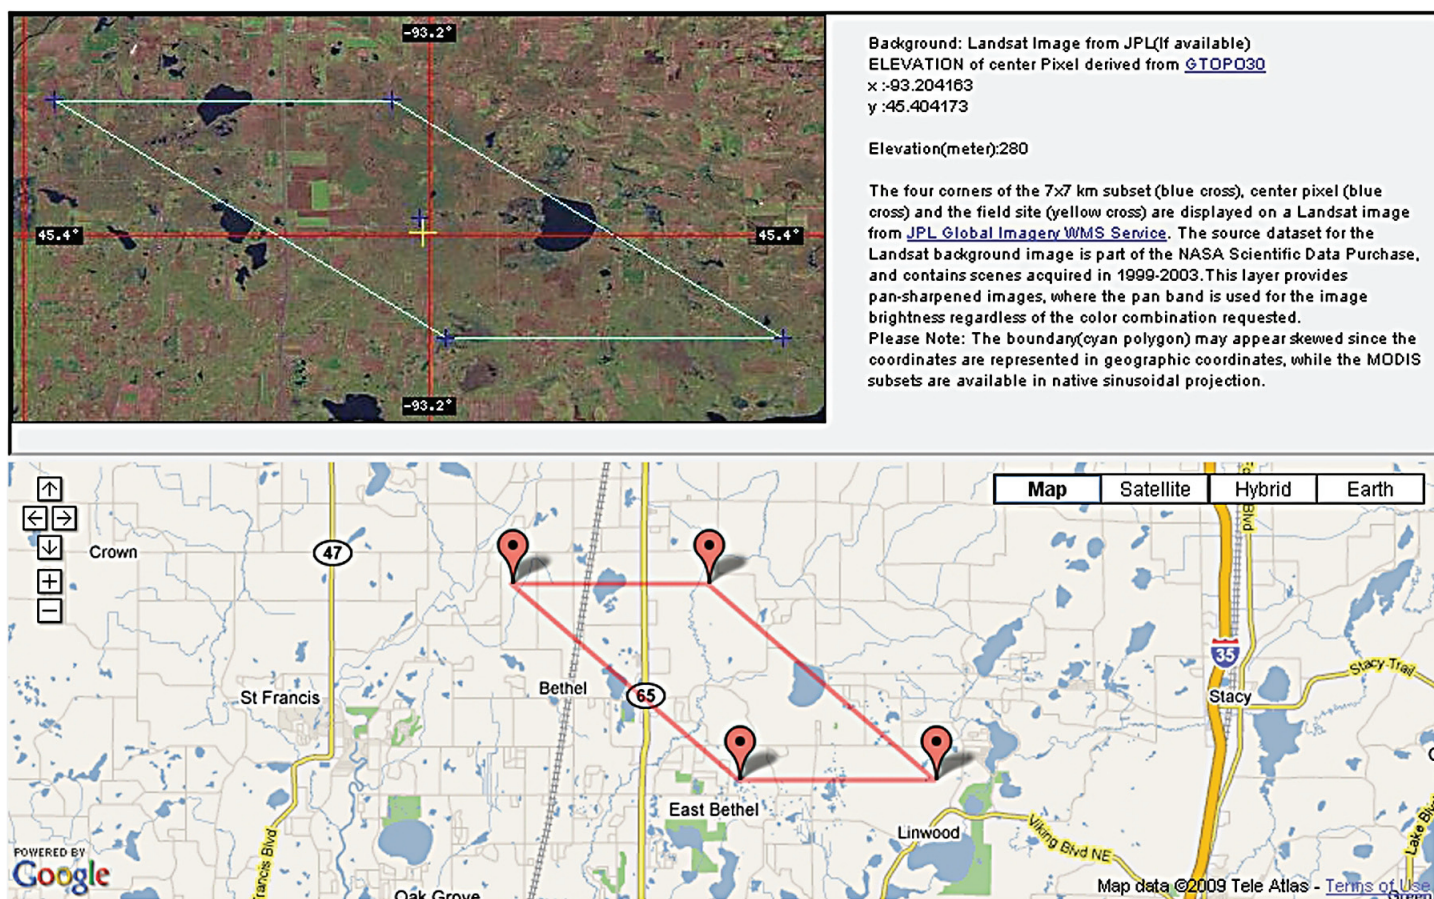 -93.2°
45.4°
45.4°
-93.2°
Background: Landsat Image from JPL(If available)
ELEVATION of center Pixel derived from GTOPO30
x :-93.204163
y :45.404173
Elevation(meter):280
The four corners of the 7x7 km subset (blue cross), center pixel (blue
cross) and the field site (yellow cross) are displayed on a Landsat image
from JPL Global Imagery WMS Service. The source dataset for the
Landsat background image is part of the NASA Scientific Data Purchase,
and contains scenes acquired in 1999-2003.This layer provides
pan-sharpened images, where the pan band is used for the image
brightness regardless of the color combination requested.
Please Note: The boundary(cyan polygon) may appear skewed since the
coordinates are represented in geographic coordinates, while the MODIS
subsets are available in native sinusoidal projection.
Map
Satellite
Hybrid
Earth
Blvd
Crown
47
35
Stacy Trail
St Francis
Bethel
65
Stacy
East Bethel
Linwood
Viking Blvd NE
Lake Blv
rancis Blvd
POWERED BY
Google
Oak Grove
Map data ©2009 Tele Atlas - Terms of Use